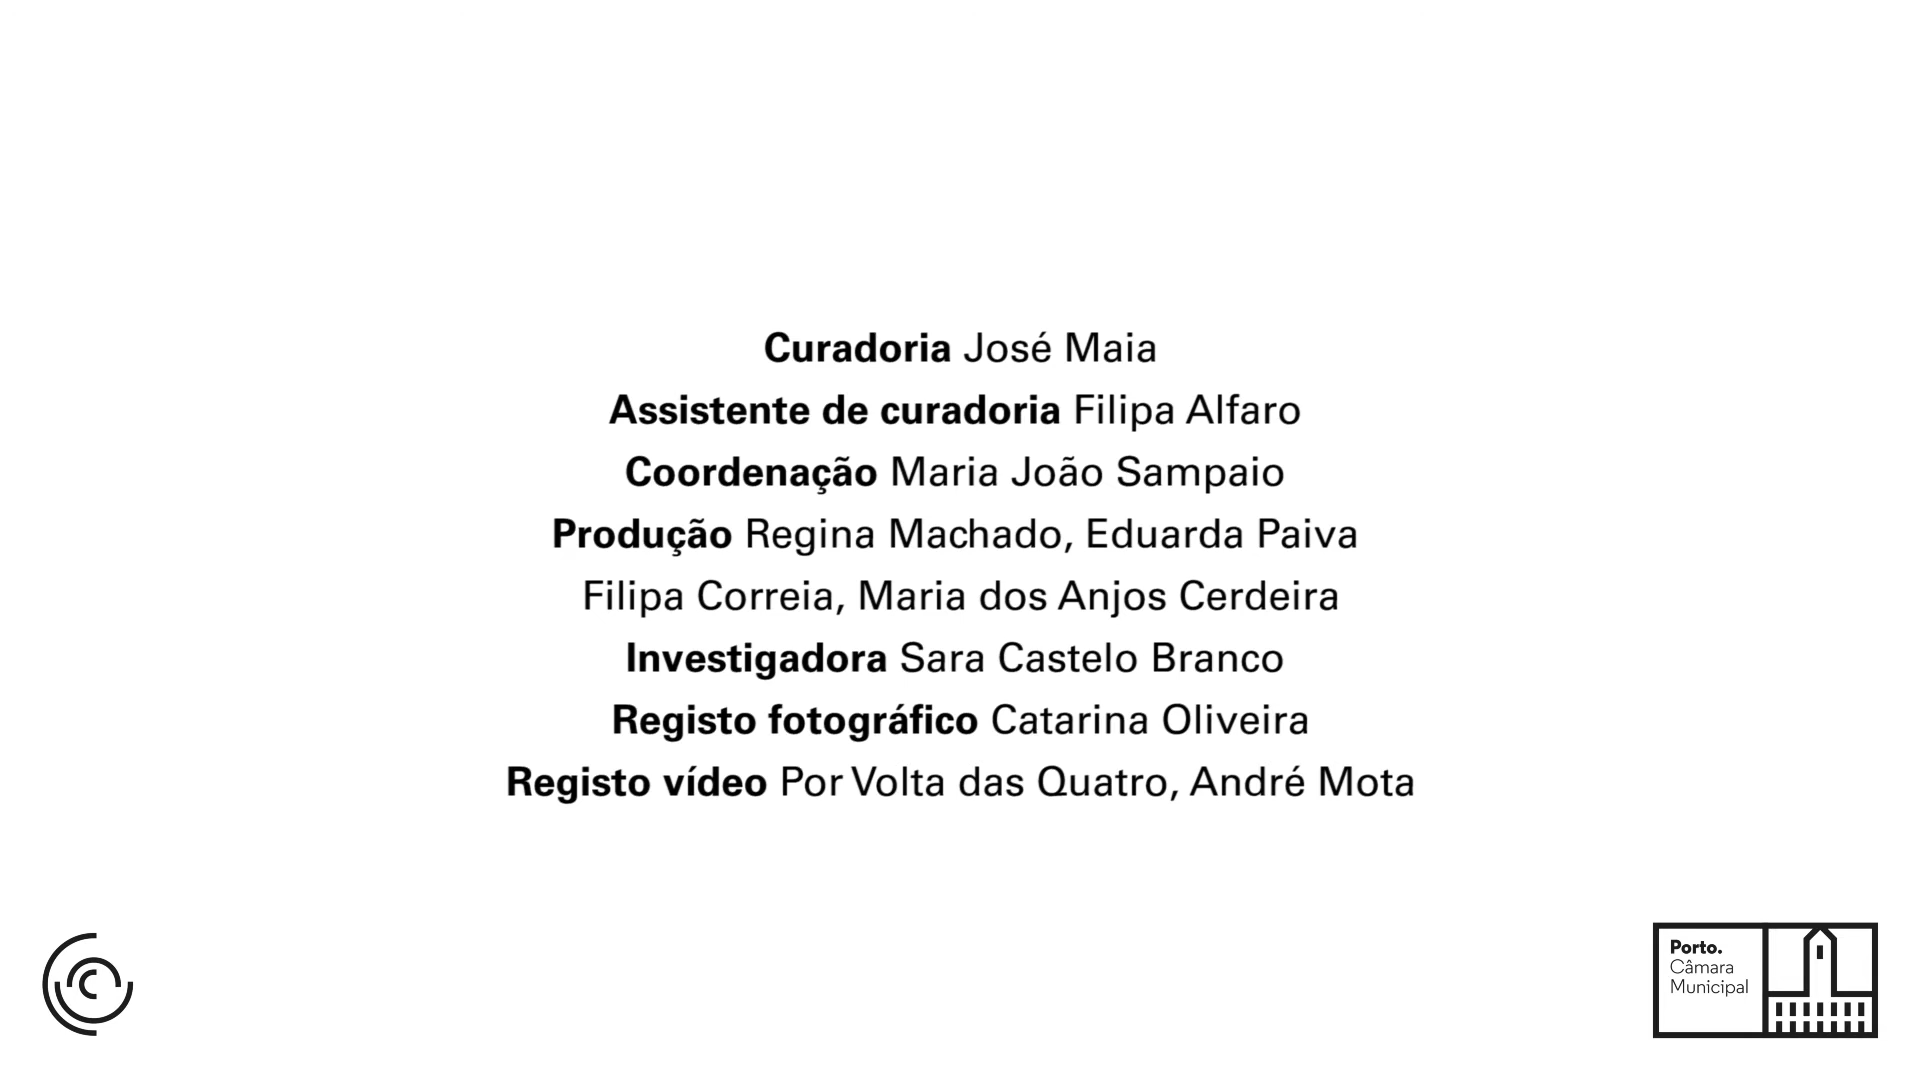 Curadoria José Maia
Assistente de curadoria Filipa Alfaro
Coordenação Maria João Sampaio
Produção Regina Machado, Eduarda Paiva
Filipa Correia, Maria dos Anjos Cerdeira
Investigadora Sara Castelo Branco
Registo fotográfico Catarina Oliveira
Registo vídeo Por Volta das Quatro, André Mota
Porto.
Câmara
Municipal